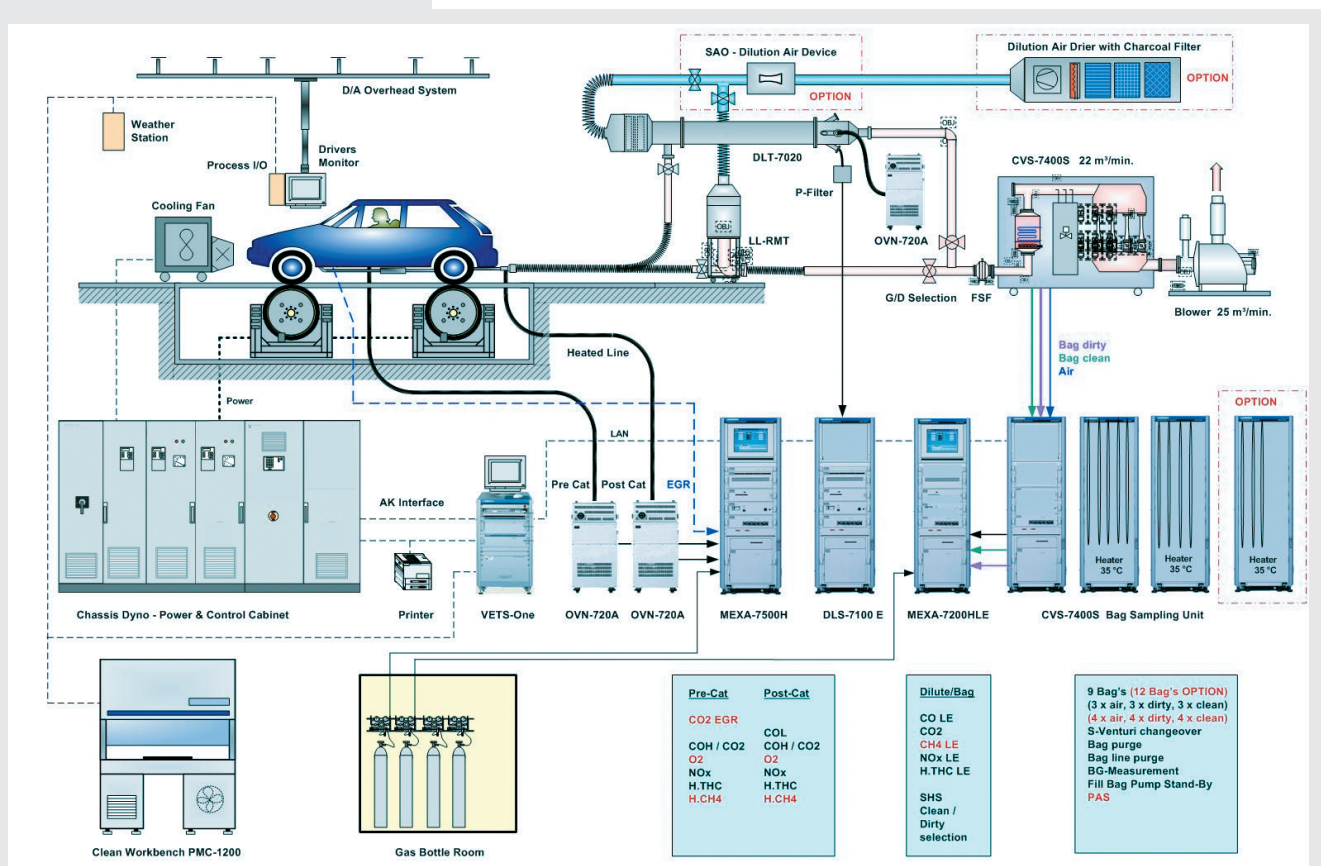 SAO - Dilution Air Device
OPTION
Dilution Air Drier with Charcoal Filter
OPTION
D/A Overhead System
Weather
Station
Process I/O
Drivers
Monitor
DLT-7020
CVS-7400S 22 m³/min.
Cooling Fan
P-Filter
OBJ
OBJ
LL-RMT
OVN-720A
G/D Selection
FSF
Blower 25 m³/min.
Heated Line
Bag dirty
Bag clean
Air
Power
OPTION
LAN
Pre Cat
Post Cat
EGR
AK Interface
Heater
35 °C
Heater
35 °C
Heater
35 °C
Chassis Dyno - Power & Control Cabinet
Printer
VETS-One
OVN-720A
OVN-720A
MEXA-7500H
DLS-7100 E
MEXA-7200HLE
CVS-7400S Bag Sampling Unit
Pre-Cat
CO2 EGR
COH / CO2
O2
NOx
H.THC
H.CH4
Post-Cat
COL
COH / CO2
O2
NOx
H.THC
H.CH4
Dilute/Bag
CO LE
CO2
CH4 LE
NOx LE
H.THC LE
SHS
Clean /
Dirty
selection
9 Bag's (12 Bag's OPTION)
(3 x air, 3 x dirty, 3 x clean)
(4 x air, 4 x dirty, 4 x clean)
S-Venturi changeover
Bag purge
Bag line purge
BG-Measurement
Fill Bag Pump Stand-By
PAS
Clean Workbench PMC-1200
Gas Bottle Room